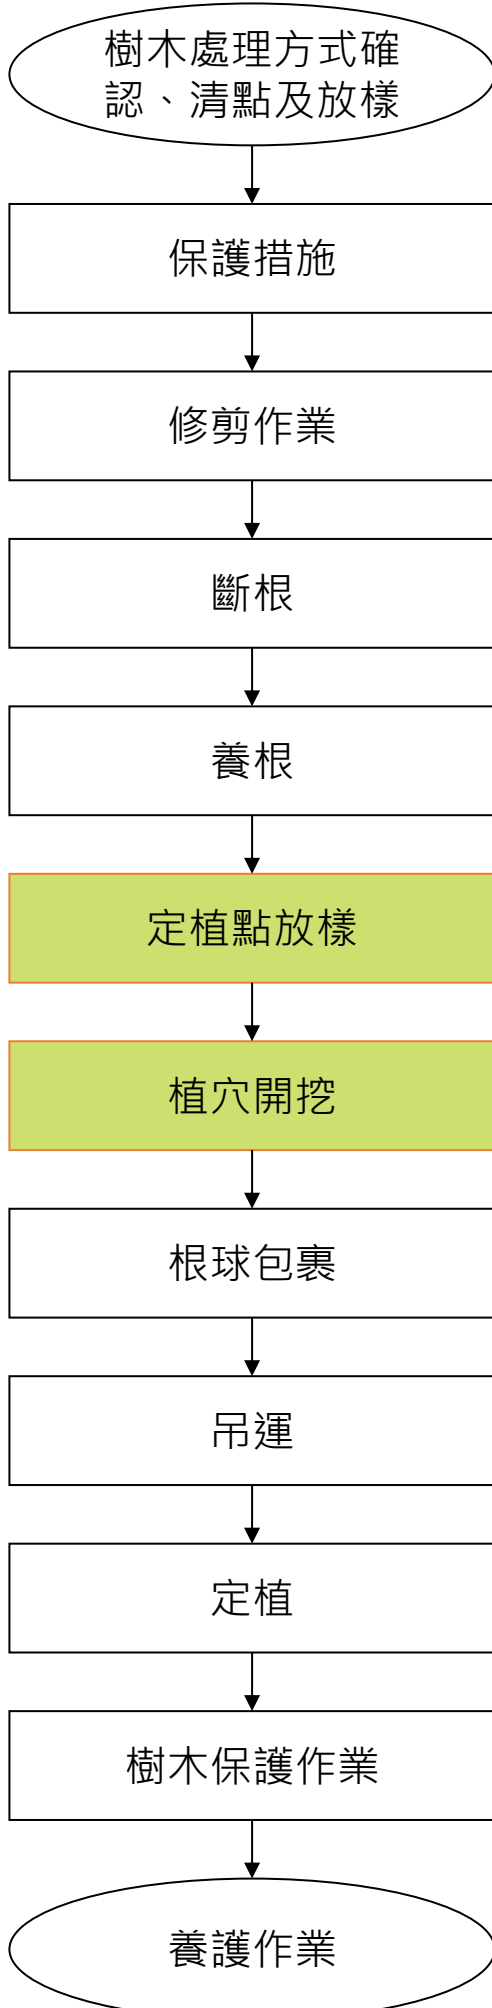 樹木處理方式確
認、清點及放樣
保護措施
修剪作業
斷根
養根
定植點放樣
植穴開挖
根球包裹
吊運
定植
樹木保護作業
養護作業